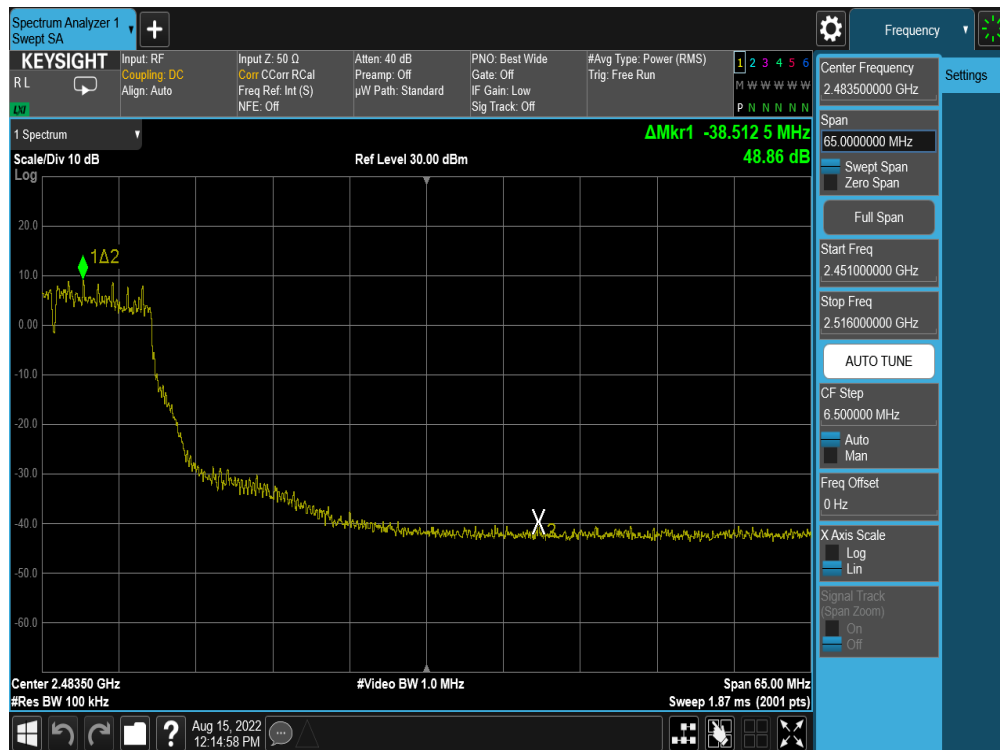 Spectrum Analyzer 1
Swept SA
Frequency
KEYSIGHT
R L
LXI
Input: RF
Coupling: DC
Align: Auto
Input Z: 50 Ω
Corr CCorr RCal
Freq Ref: Int (S)
NFE: Off
Atten: 40 dB
Preamp: Off
µW Path: Standard
PNO: Best Wide
Gate: Off
IF Gain: Low
Sig Track: Off
#Avg Type: Power (RMS)
Trig: Free Run
1 2 3 4 5 6
M W W W W W
P N N N N N
1 Spectrum
ΔMkr1 -38.512 5 MHz
48.86 dB
Scale/Div 10 dB
Ref Level 30.00 dBm
Log
20.0
1Δ2
10.0
0.00
-10.0
-20.0
-30.0
-40.0
X2
-50.0
-60.0
Center 2.48350 GHz
#Video BW 1.0 MHz
Span 65.00 MHz
#Res BW 100 kHz
Sweep 1.87 ms (2001 pts)
?
Aug 15, 2022
12:14:58 PM
Center Frequency
2.483500000 GHz
Settings
Span
65.0000000 MHz
Swept Span
Zero Span
Full Span
Start Freq
2.451000000 GHz
Stop Freq
2.516000000 GHz
AUTO TUNE
CF Step
6.500000 MHz
Auto
Man
Freq Offset
0 Hz
X Axis Scale
Log
Lin
Signal Track
(Span Zoom)
On
Off